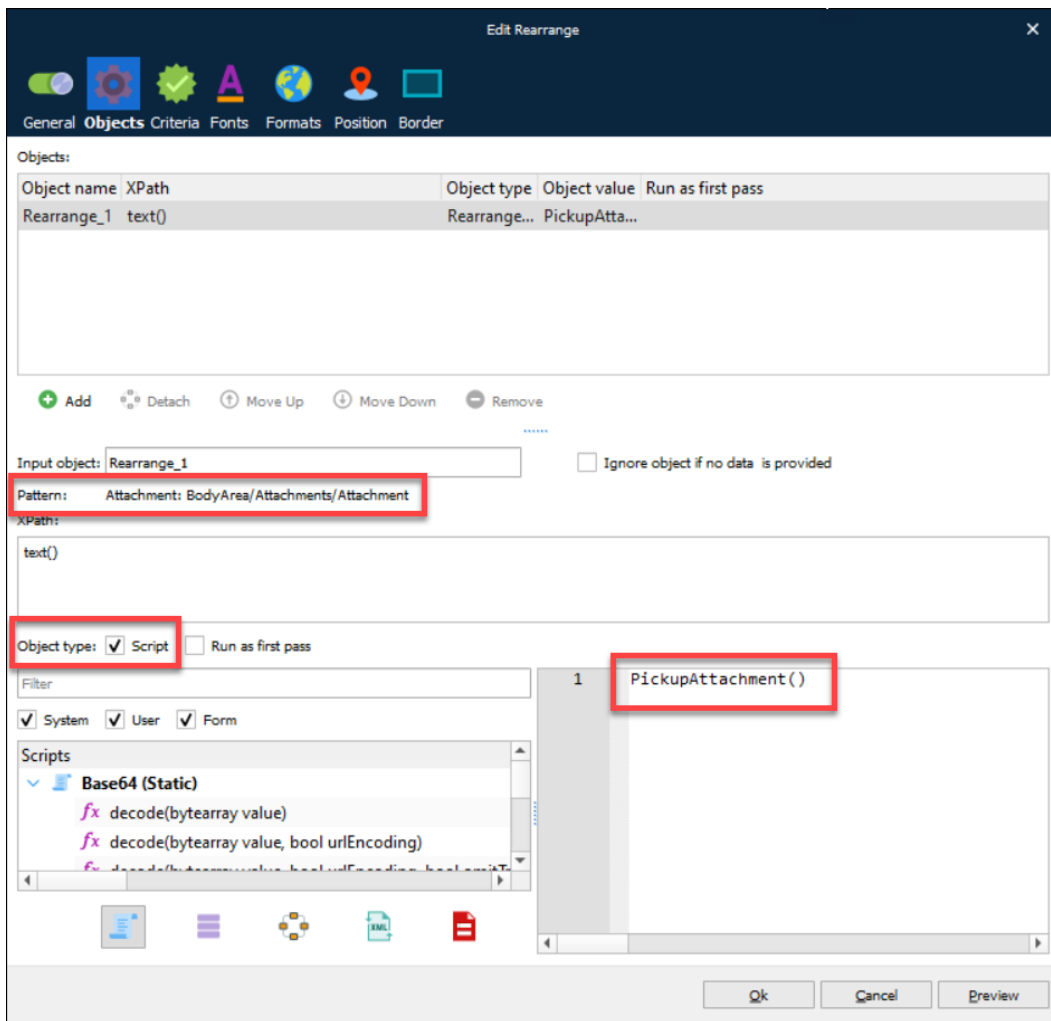 Edit Rearrange
General Objects Criteria Fonts Formats Position Border
Objects:
Object name XPath Object type Object value Run as first pass
Rearrange_1 text() Rearrange... PickupAtta...
Add Detach Move Up Move Down Remove
Input object: Rearrange_1 Ignore object if no data is provided
Pattern: Attachment: BodyArea/Attachments/Attachment
XPath:
text()
Object type: Script Run as first pass
Filter
1 PickupAttachment()
System User Form
Scripts
Base64 (Static)
fx decode(bytearray value)
fx decode(bytearray value, bool urlEncoding)
XML
Ok Cancel Preview